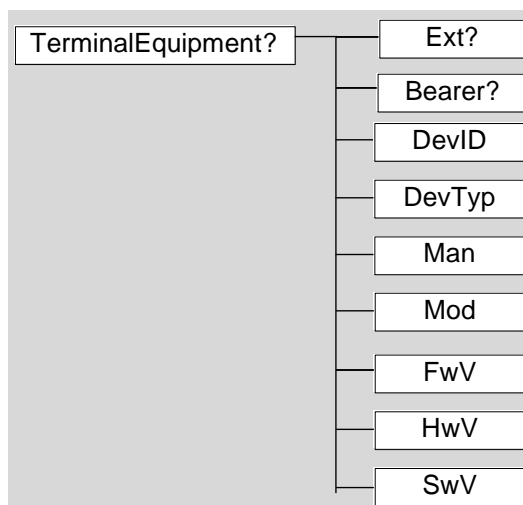 TerminalEquipment?
Ext?
Bearer?
DevID
DevTyp
Man
Mod
FwV
HwV
SwV